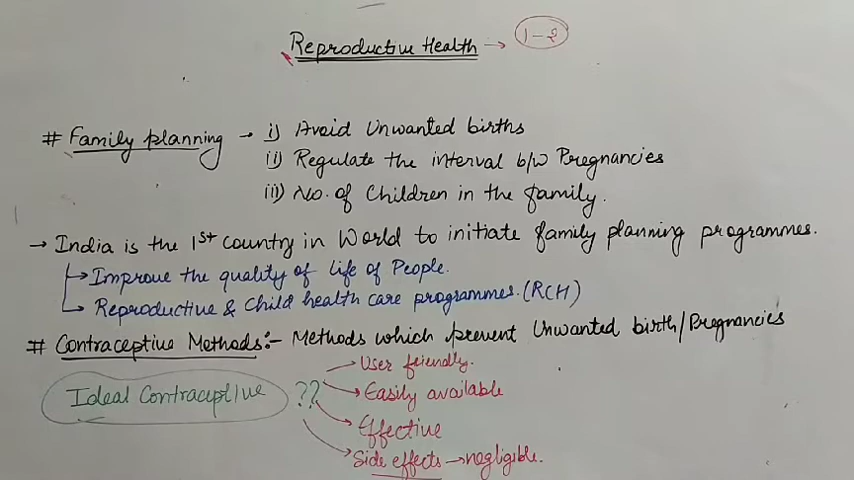 Reproductive Health → 1-2
# Family planning → i) Avoid Unwanted births
ii) Regulate the interval b/w Pregnancies
iii) No. of Children in the family.
→ India is the 1st country in World to initiate family planning programmes.
→ Improve the quality of life of People.
→ Reproductive & Child health care programmes. (RCH)
# Contraceptive Methods:- Methods which prevent Unwanted birth/Pregnancies
→ User friendly.
Ideal Contraceptive ?? → Easily available
→ Effective
→ Side effects → negligible.